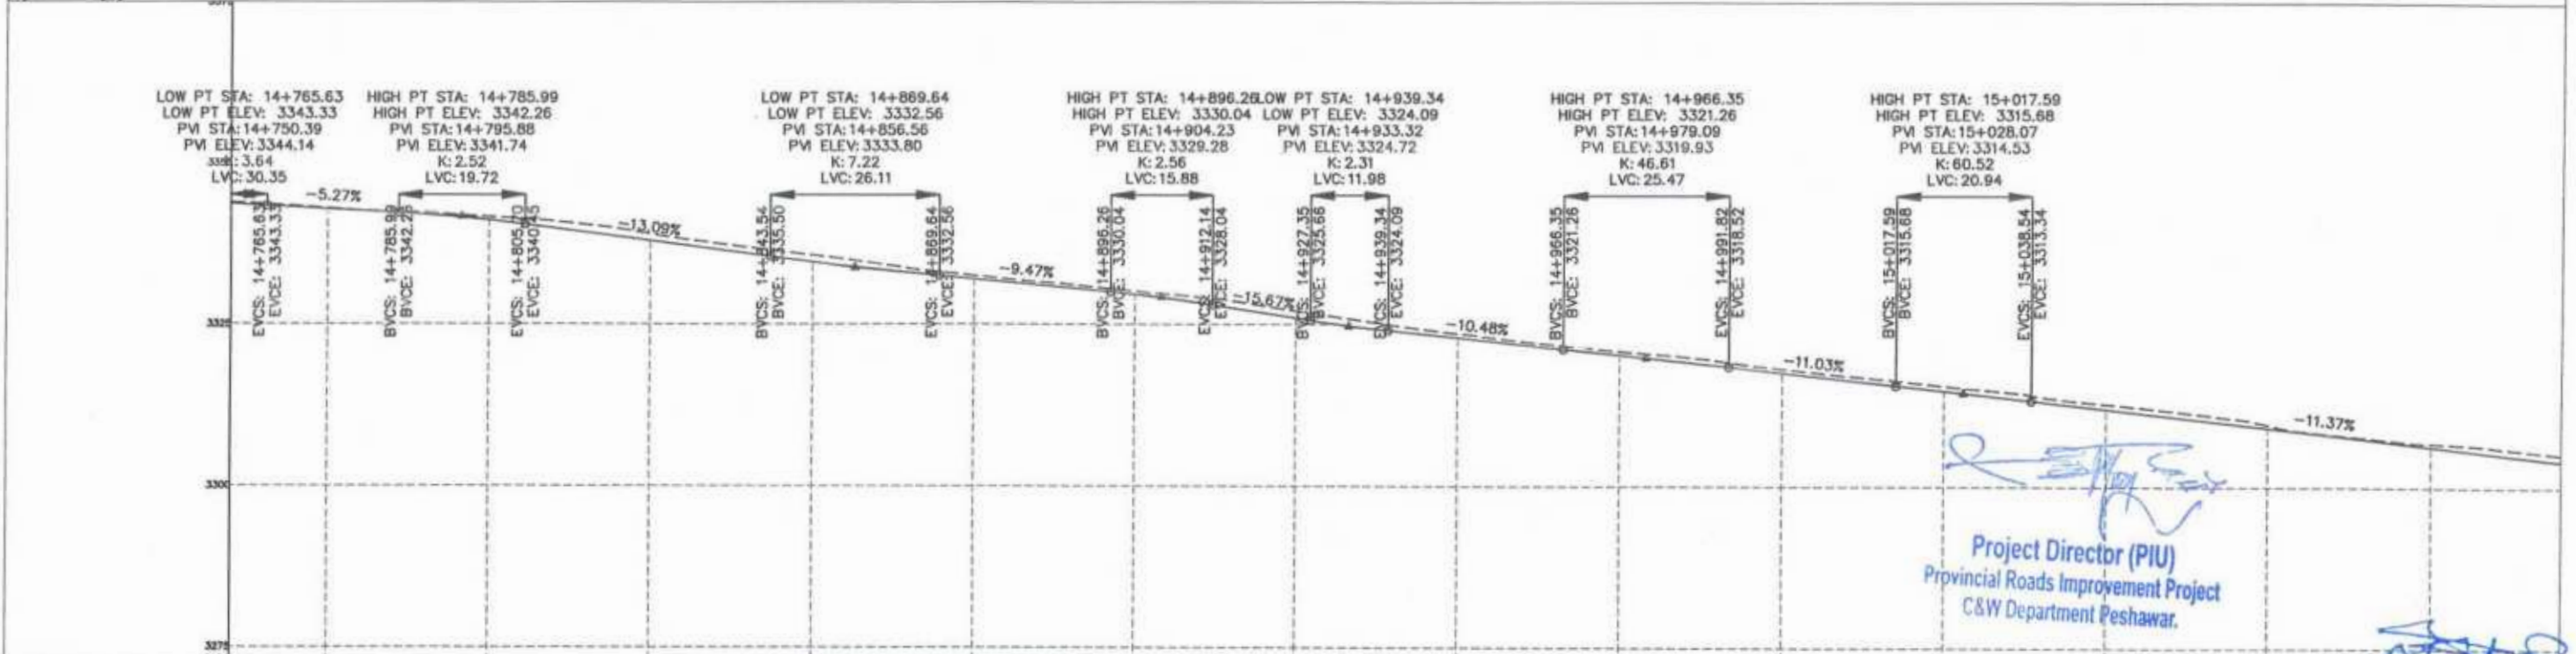 LOW PT STA: 14+765.63
LOW PT ELEV: 3343.33
PVI STA:14+750.39
PVI ELEV:3344.14
K:3.64
LVC:30.35
HIGH PT STA: 14+785.99
HIGH PT ELEV: 3342.26
PVI STA:14+795.88
PVI ELEV:3341.74
K:2.52
LVC:19.72
LOW PT STA: 14+869.64
LOW PT ELEV: 3332.56
PVI STA:14+856.56
PVI ELEV:3333.80
K:7.22
LVC:26.11
HIGH PT STA: 14+896.26
HIGH PT ELEV: 3330.04
PVI STA:14+904.23
PVI ELEV:3329.28
K:2.56
LVC:15.88
LOW PT STA: 14+939.34
LOW PT ELEV: 3324.09
PVI STA:14+933.32
PVI ELEV:3324.72
K:2.31
LVC:11.98
HIGH PT STA: 14+966.35
HIGH PT ELEV: 3321.26
PVI STA:14+979.09
PVI ELEV:3319.93
K:46.61
LVC:25.47
HIGH PT STA: 15+017.59
HIGH PT ELEV: 3315.68
PVI STA:15+028.07
PVI ELEV:3314.53
K:60.52
LVC:20.94
-5.27%
-13.09%
-9.47%
-15.67%
-10.48%
-11.03%
-11.37%
EVCS: 14+765.63
EVCE: 3343.33
BVCS: 14+785.99
BVCE: 3342.26
EVCS: 14+805.70
EVCE: 3340.45
BVCS: 14+843.54
BVCE: 3335.50
EVCS: 14+869.64
EVCE: 3332.56
BVCS: 14+896.26
BVCE: 3330.04
EVCS: 14+912.14
EVCE: 3328.04
BVCS: 14+927.35
BVCE: 3325.66
EVCS: 14+939.34
EVCE: 3324.09
BVCS: 14+966.35
BVCE: 3321.26
EVCS: 14+991.82
EVCE: 3318.52
BVCS: 15+017.59
BVCE: 3315.68
EVCS: 15+038.54
EVCE: 3313.34
3325
3300
3275
Project Director (PIU)
Provincial Roads Improvement Project
C&W Department Peshawar.